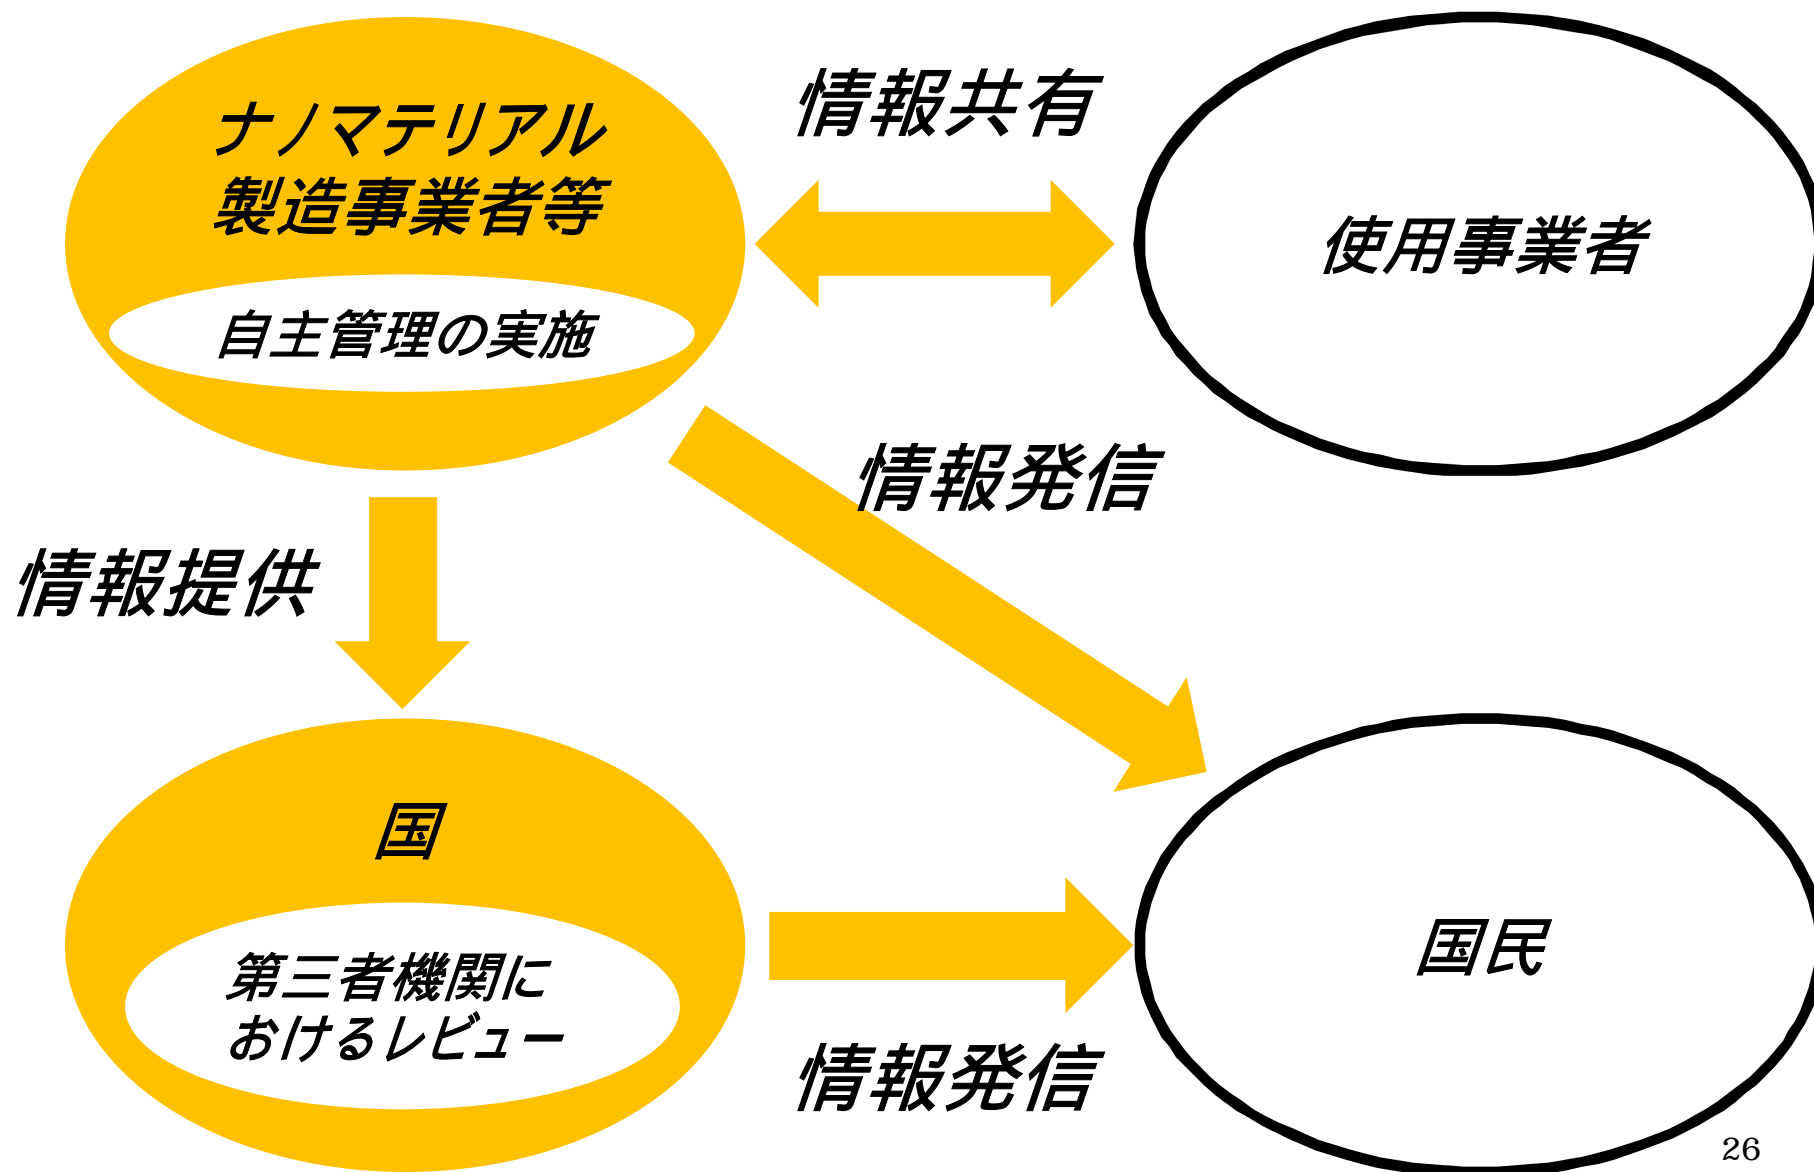 ナノマテリアル
製造事業者等
自主管理の実施
情報共有
使用事業者
情報発信
情報提供
国
第三者機関に
おけるレビュー
情報発信
国民
26